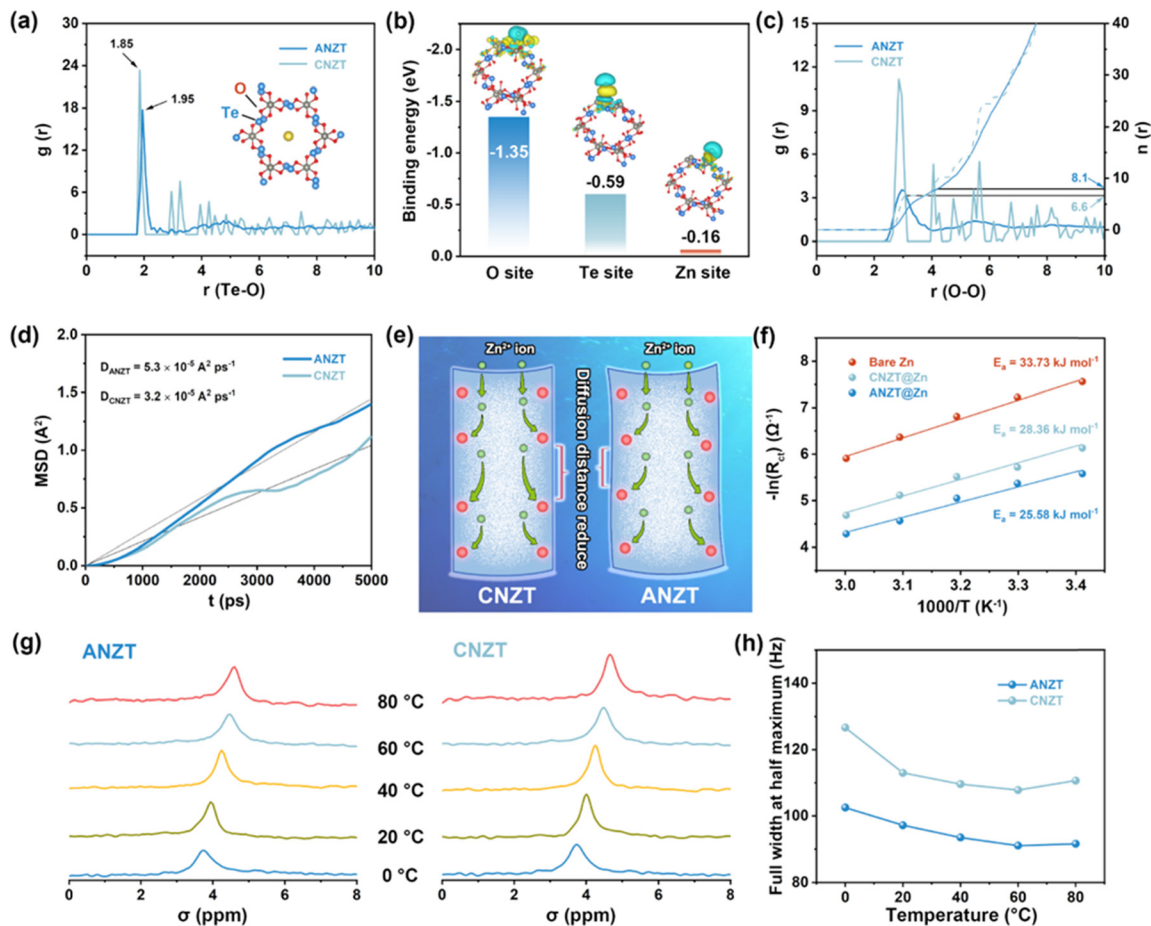 (a)
30
24
18
12
6
0
g (r)
1.85
1.95
ANZT
CNZT
O
Te
0 2 4 6 8 10
r (Te-O)
(b)
-2.0
-1.5
-1.0
-0.5
0.0
Binding energy (eV)
-1.35
-0.59
-0.16
O site Te site Zn site
(c)
15
12
9
6
3
0
g (r)
ANZT
CNZT
40
30
20
10
0
n (r)
8.1
6.6
0 2 4 6 8 10
r (O-O)
(d)
2.0
1.5
1.0
0.5
0.0
MSD (A²)
D_ANZT = 5.3 × 10⁻⁵ A² ps⁻¹
D_CNZT = 3.2 × 10⁻⁵ A² ps⁻¹
ANZT
CNZT
0 1000 2000 3000 4000 5000
t (ps)
(e)
Zn²⁺ ion
Zn²⁺ ion
Diffusion distance reduce
CNZT
ANZT
(f)
8
7
6
5
4
-ln(R_ct) (Ω⁻¹)
Bare Zn
CNZT@Zn
ANZT@Zn
E_a = 33.73 kJ mol⁻¹
E_a = 28.36 kJ mol⁻¹
E_a = 25.58 kJ mol⁻¹
3.0 3.1 3.2 3.3 3.4
1000/T (K⁻¹)
(g)
ANZT
CNZT
80 °C
60 °C
40 °C
20 °C
0 °C
0 2 4 6 8
σ (ppm)
0 2 4 6 8
σ (ppm)
(h)
140
120
100
80
Full width at half maximum (Hz)
ANZT
CNZT
0 20 40 60 80
Temperature (°C)